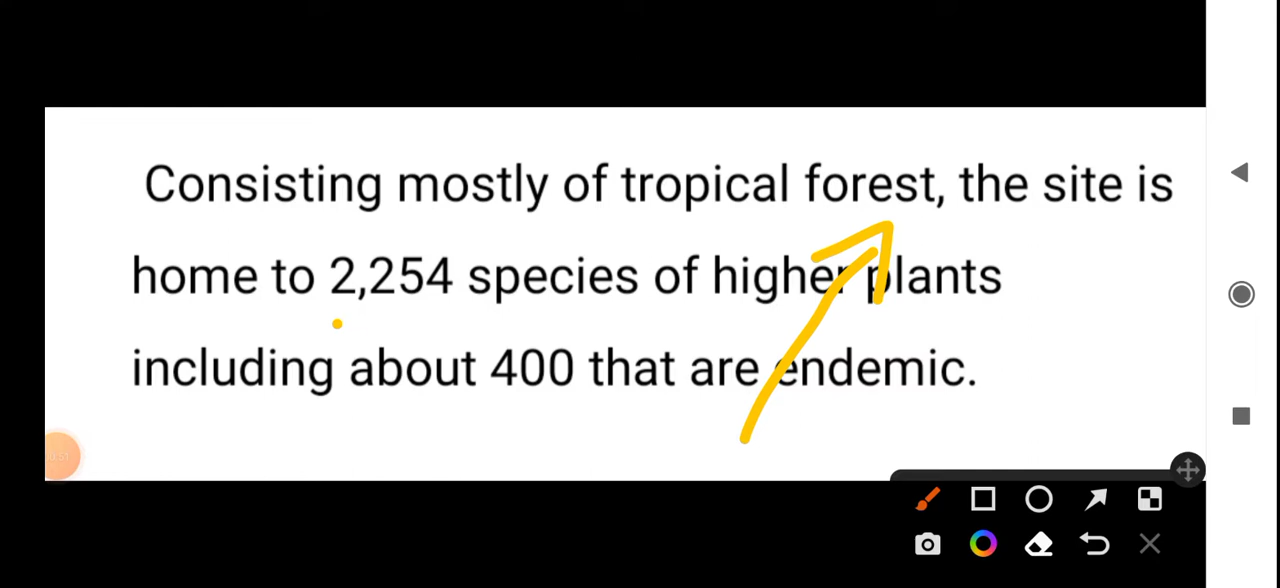 Consisting mostly of tropical forest, the site is
home to 2,254 species of higher plants
including about 400 that are endemic.